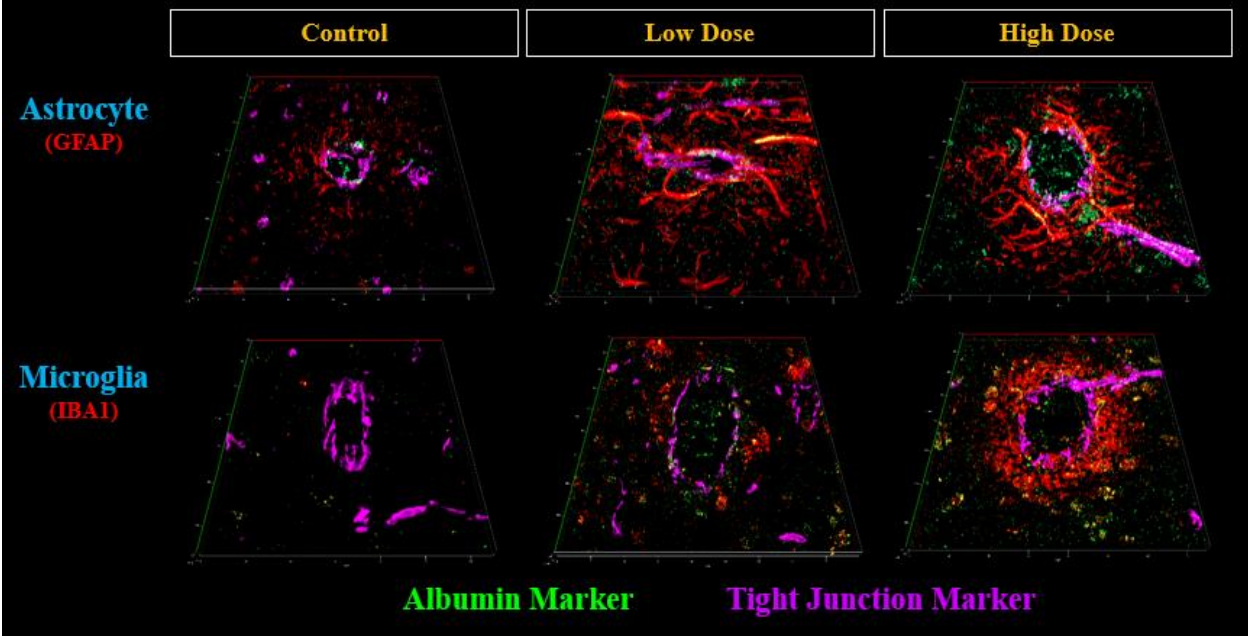 Control
Low Dose
High Dose
Astrocyte
(GFAP)
Microglia
(IBA1)
Albumin Marker
Tight Junction Marker